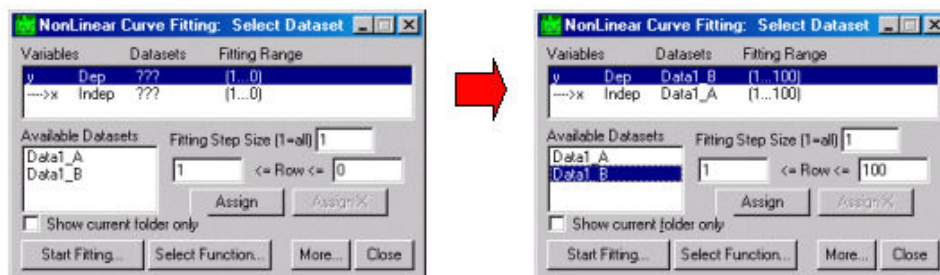 NonLinear Curve Fitting: Select Dataset
Variables Datasets Fitting Range
y Dep ??? (1...0)
---->x Indep ??? (1...0)
Available Datasets
Fitting Step Size (1=all) 1
Data1_A
Data1_B
1 <= Row <= 0
Assign AssignX
Show current folder only
Start Fitting... Select Function... More... Close
NonLinear Curve Fitting: Select Dataset
Variables Datasets Fitting Range
y Dep Data1_B (1...100)
---->x Indep Data1_A (1...100)
Available Datasets
Fitting Step Size (1=all) 1
Data1_A
Data1_B
1 <= Row <= 100
Assign AssignX
Show current folder only
Start Fitting... Select Function... More... Close